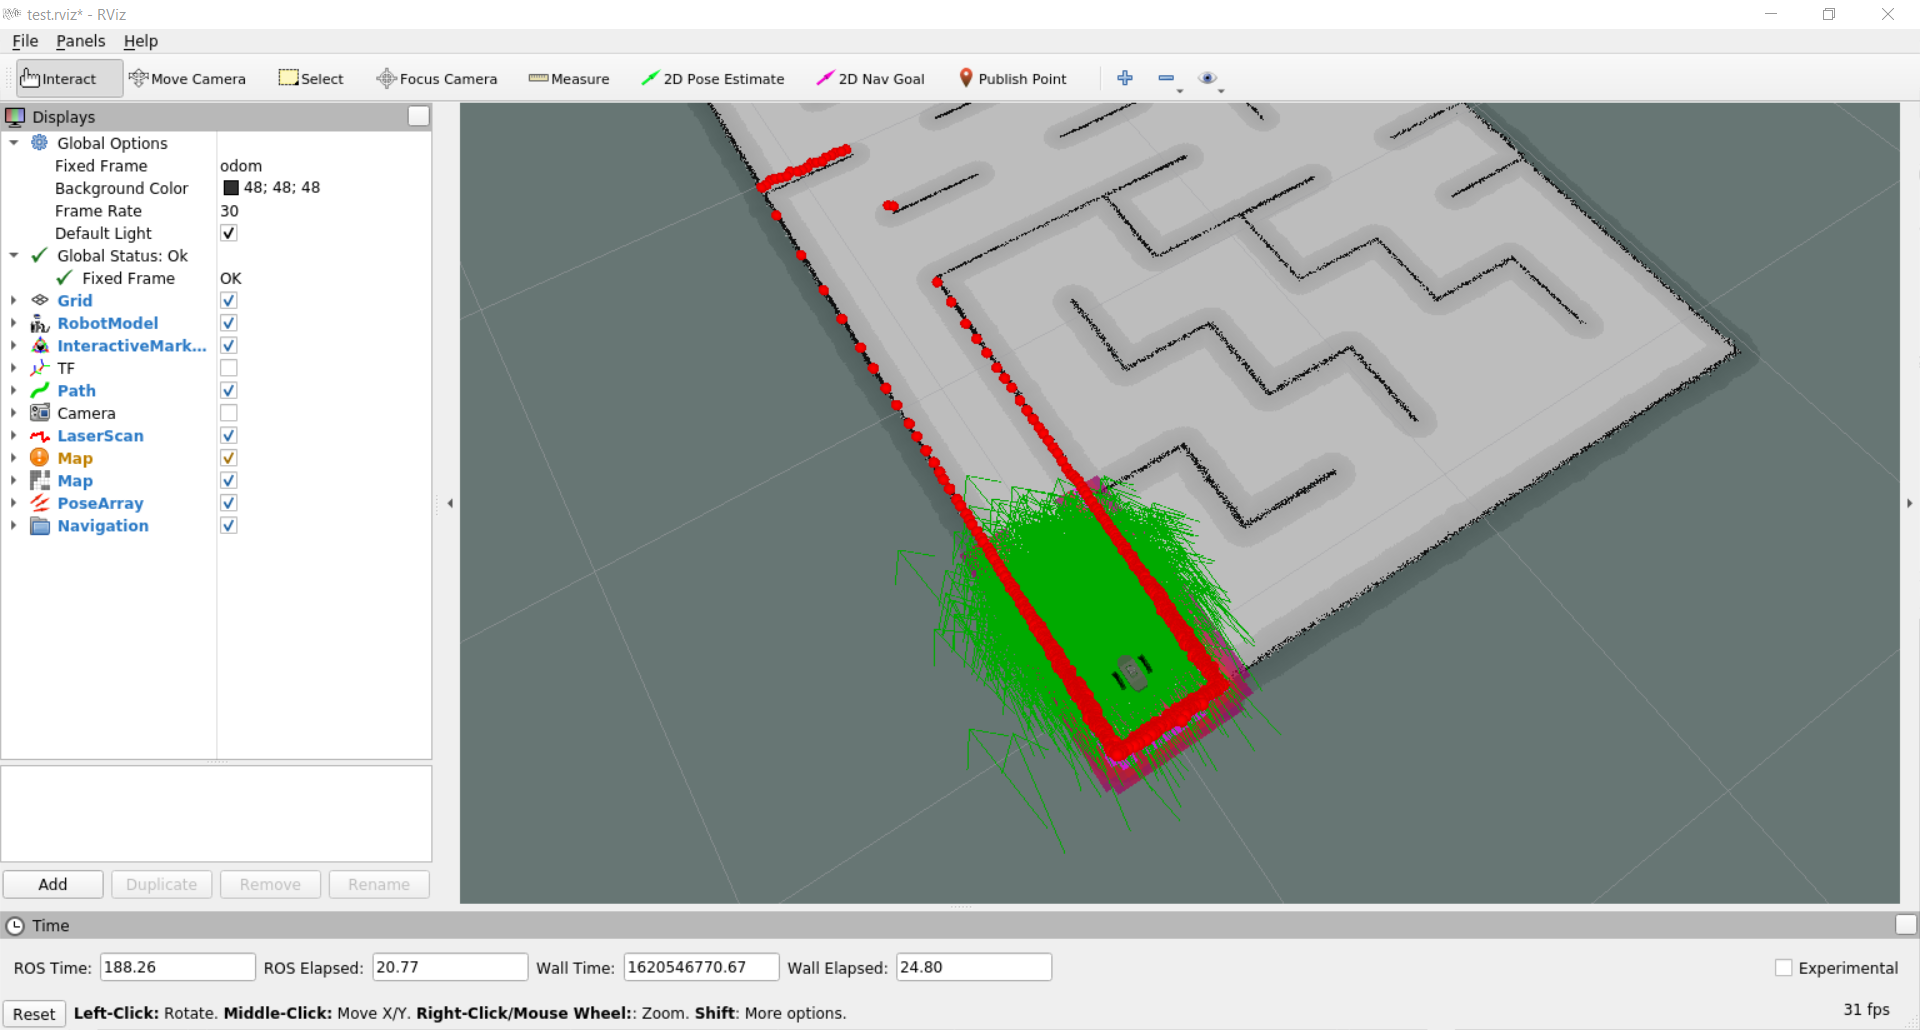 test.rviz* - RViz
File Panels Help
Interact Move Camera Select Focus Camera Measure 2D Pose Estimate 2D Nav Goal Publish Point
Displays
Global Options
Fixed Frame odom
Background Color 48; 48; 48
Frame Rate 30
Default Light
Global Status: Ok
Fixed Frame OK
Grid
RobotModel
InteractiveMark...
TF
Path
Camera
LaserScan
Map
Map
PoseArray
Navigation
Add Duplicate Remove Rename
Time
ROS Time: 188.26 ROS Elapsed: 20.77 Wall Time: 1620546770.67 Wall Elapsed: 24.80 Experimental
Reset Left-Click: Rotate. Middle-Click: Move X/Y. Right-Click/Mouse Wheel:: Zoom. Shift: More options. 31 fps